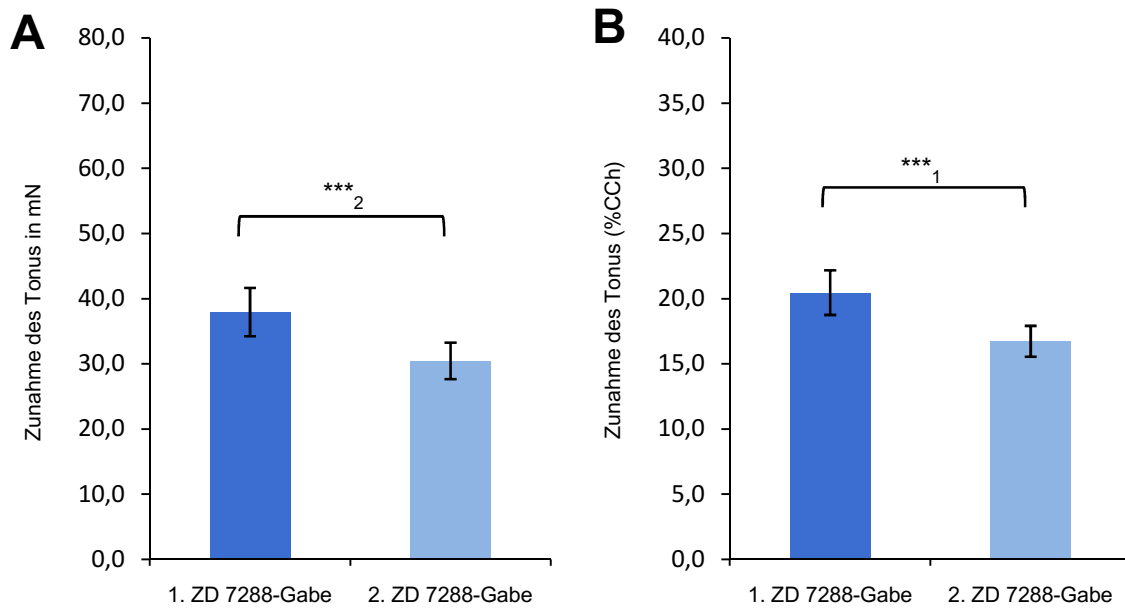 A
Zunahme des Tonus in mN
80,0
70,0
60,0
50,0
40,0
30,0
20,0
10,0
0,0
***2
1. ZD 7288-Gabe
2. ZD 7288-Gabe
B
Zunahme des Tonus (%CCh)
40,0
35,0
30,0
25,0
20,0
15,0
10,0
5,0
0,0
***1
1. ZD 7288-Gabe
2. ZD 7288-Gabe